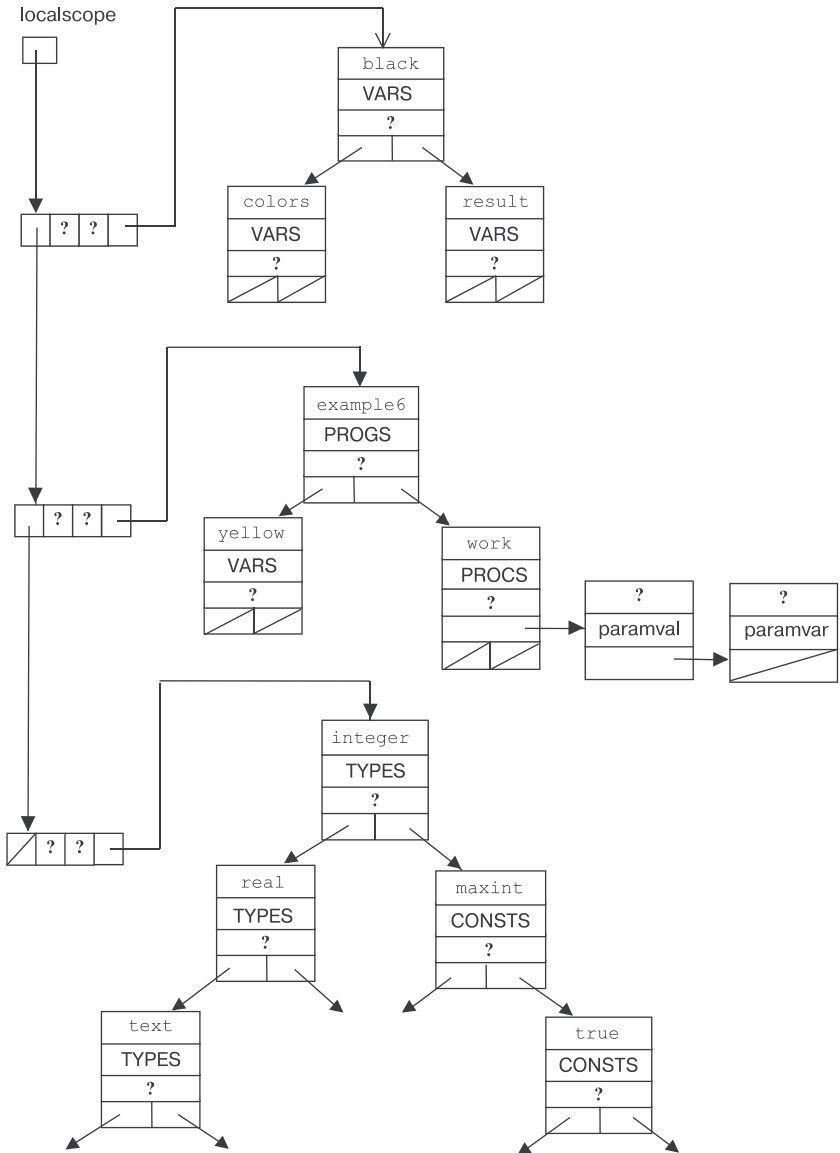 localscope
black
VARS
?
colors
VARS
?
result
VARS
?
? ?
example6
PROGS
?
? ?
yellow
VARS
?
work
PROCS
?
?
paramval
?
paramvar
integer
TYPES
?
? ?
real
TYPES
?
maxint
CONSTS
?
text
TYPES
?
true
CONSTS
?